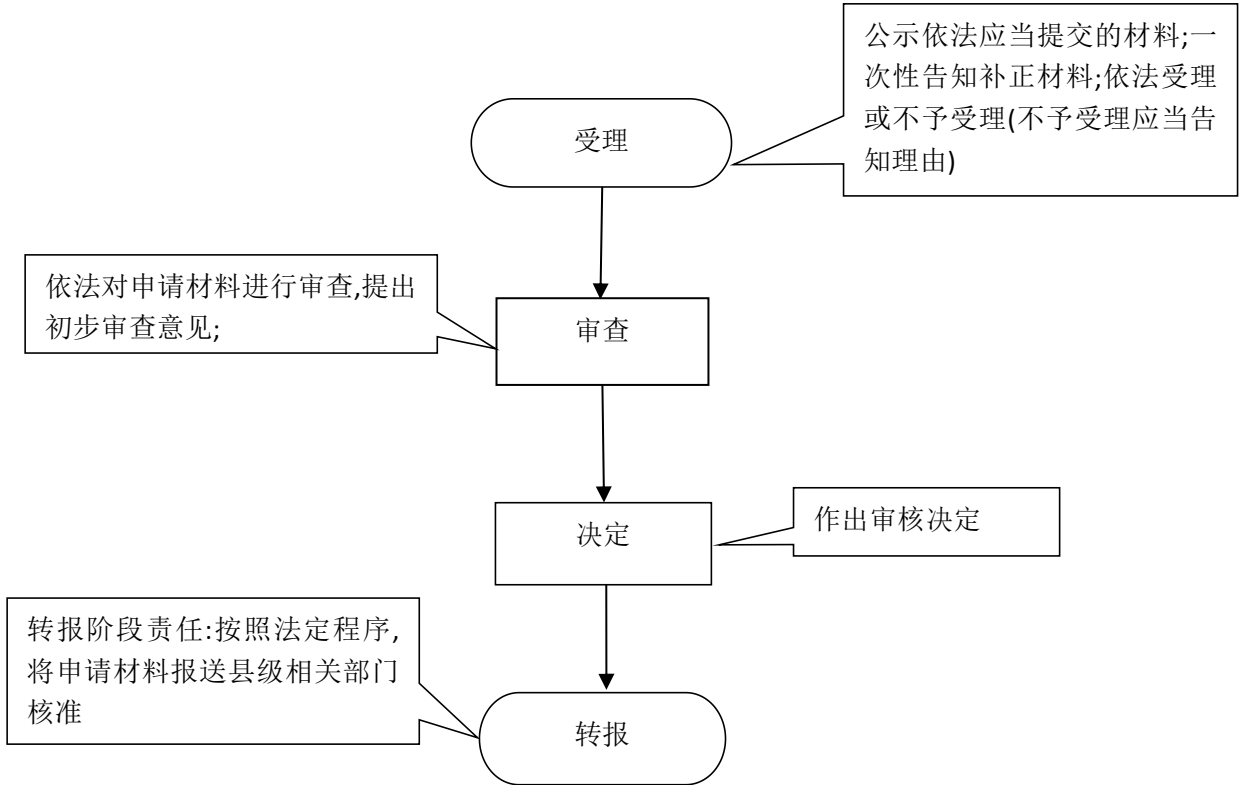 公示依法应当提交的材料;一
次性告知补正材料;依法受理
或不予受理(不予受理应当告
知理由)
受理
依法对申请材料进行审查,提出
初步审查意见;
审查
决定
作出审核决定
转报阶段责任:按照法定程序,
将申请材料报送县级相关部门
核准
转报